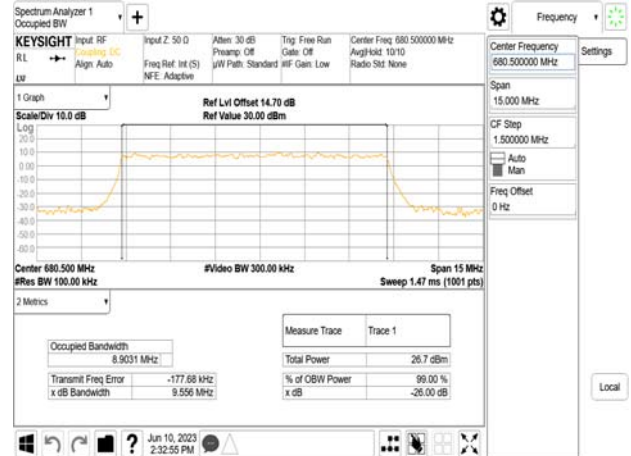 Spectrum Analyzer 1
Occupied BW
+
Frequency
KEYSIGHT
RL
Input: RF
Coupling: DC
Align: Auto
Input Z: 50 Ω
Freq Ref: Int (S)
NFE: Adaptive
Atten: 30 dB
Preamp: Off
µW Path: Standard
Trig: Free Run
Gate: Off
#IF Gain: Low
Center Freq: 680.500000 MHz
Avg|Hold: 10/10
Radio Std: None
Center Frequency
680.500000 MHz
Settings
Span
15.000 MHz
CF Step
1.500000 MHz
Auto
Man
Freq Offset
0 Hz
Local
1 Graph
Scale/Div 10.0 dB
Ref Lvl Offset 14.70 dB
Ref Value 30.00 dBm
Log
20.0
10.0
0.00
-10.0
-20.0
-30.0
-40.0
-50.0
-60.0
Center 680.500 MHz
#Video BW 300.00 kHz
Span 15 MHz
#Res BW 100.00 kHz
Sweep 1.47 ms (1001 pts)
2 Metrics
Measure Trace
Trace 1
Occupied Bandwidth
8.9031 MHz
Total Power
26.7 dBm
Transmit Freq Error
-177.68 kHz
% of OBW Power
99.00 %
x dB Bandwidth
9.556 MHz
x dB
-26.00 dB
?
Jun 10, 2023
2:32:55 PM